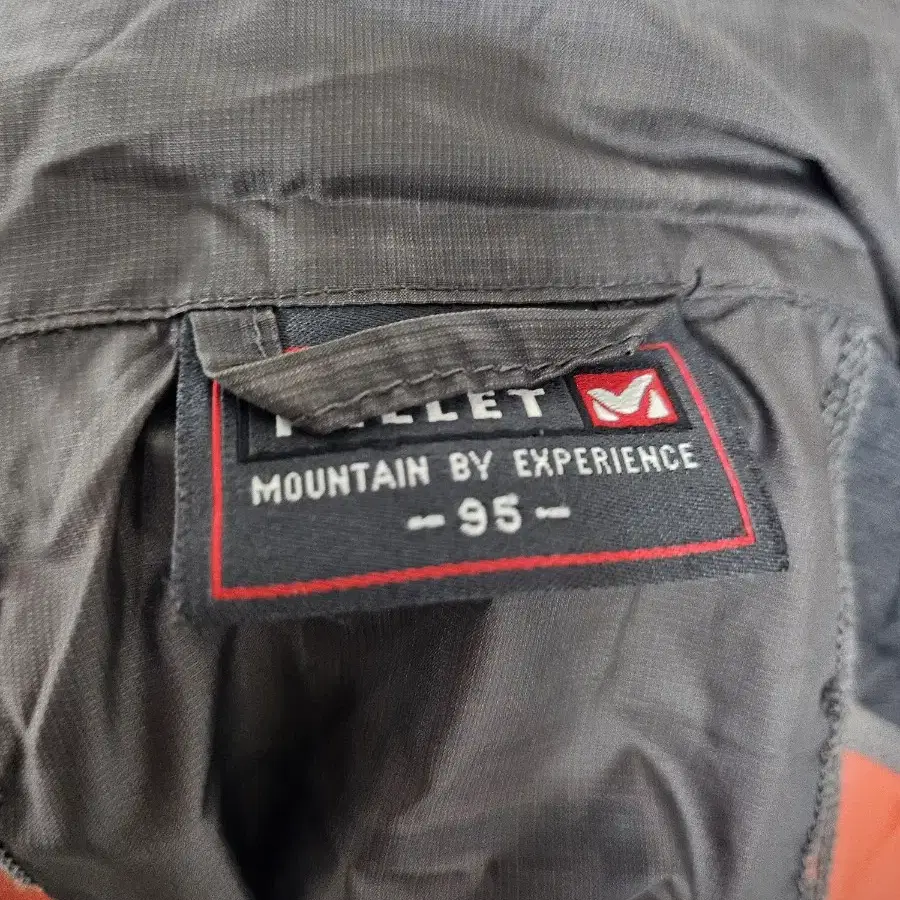 MOUNTAIN BY EXPERIENCE
-95-